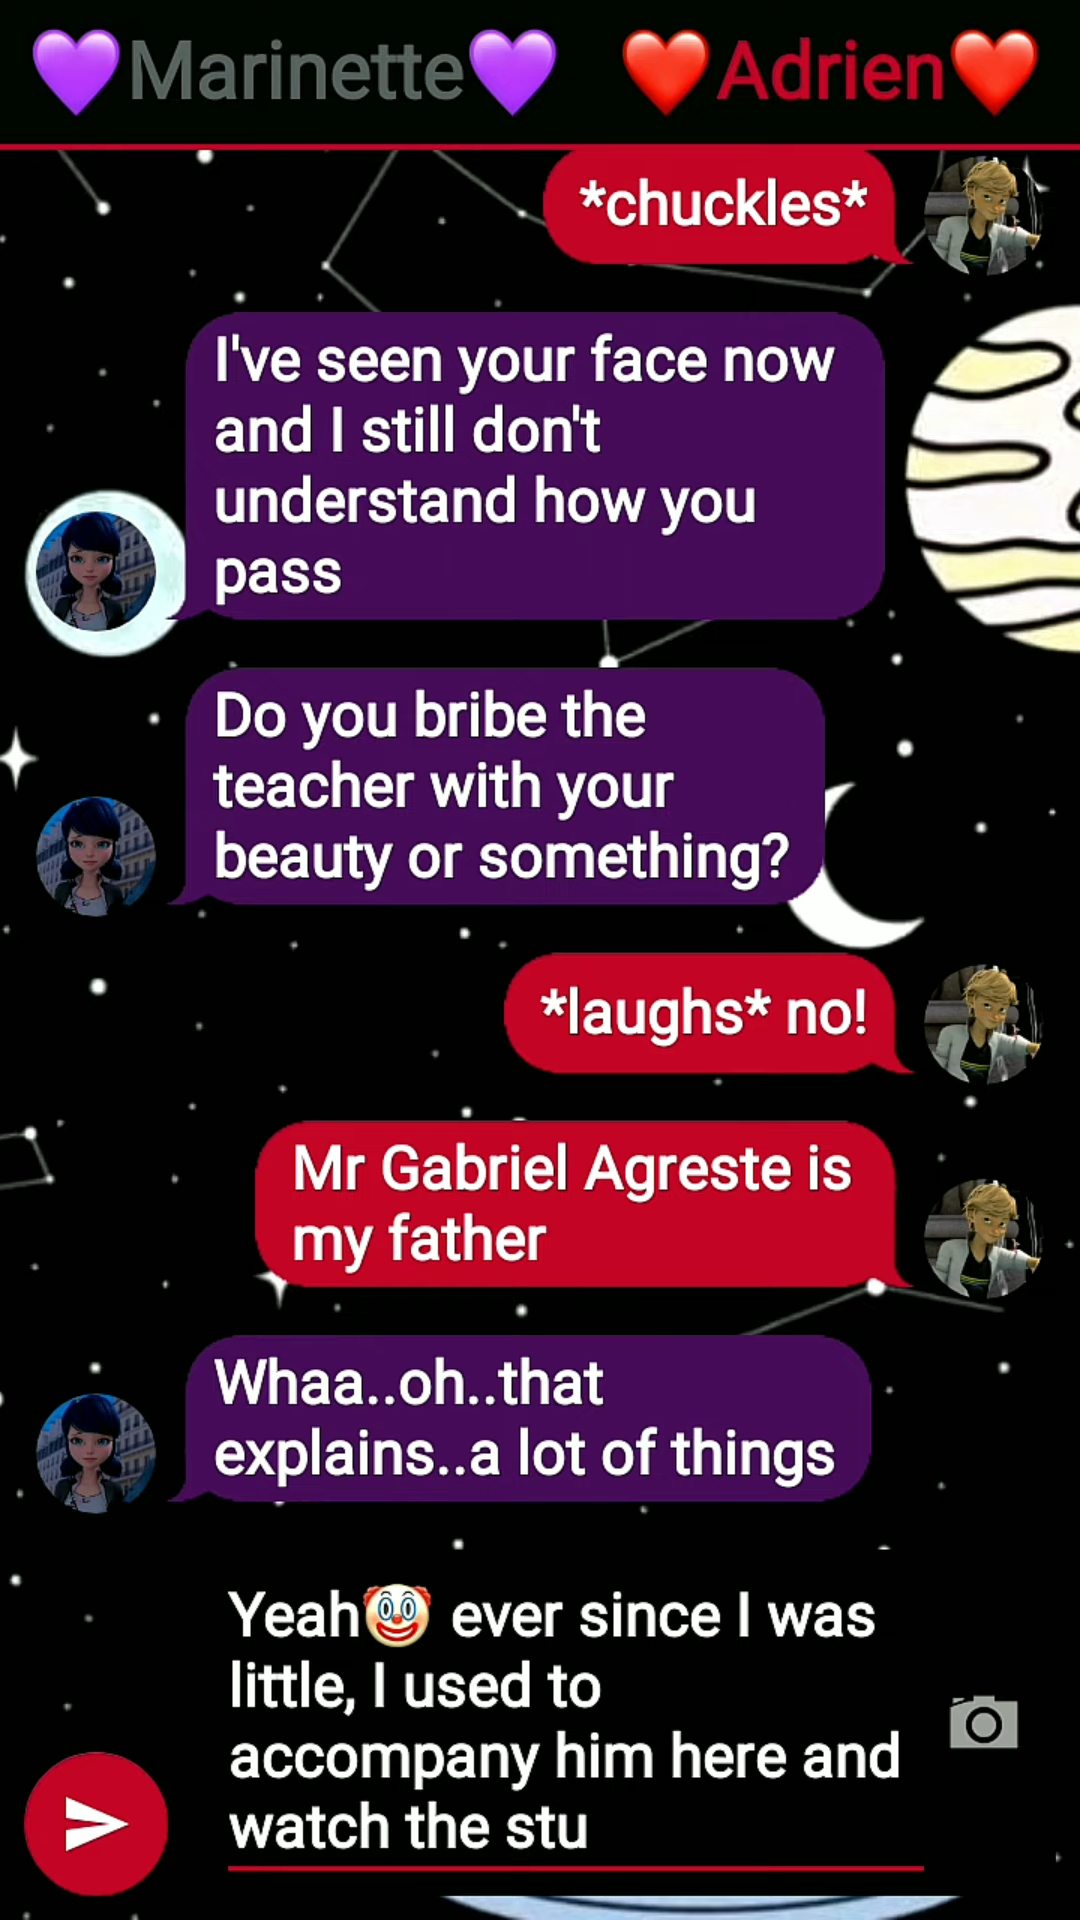 💜Marinette💜 ❤️Adrien❤️
*chuckles*
I've seen your face now
and I still don't
understand how you
pass
Do you bribe the
teacher with your
beauty or something?
*laughs* no!
Mr Gabriel Agreste is
my father
Whaa..oh..that
explains..a lot of things
Yeah🤡 ever since I was
little, I used to
accompany him here and
watch the stu